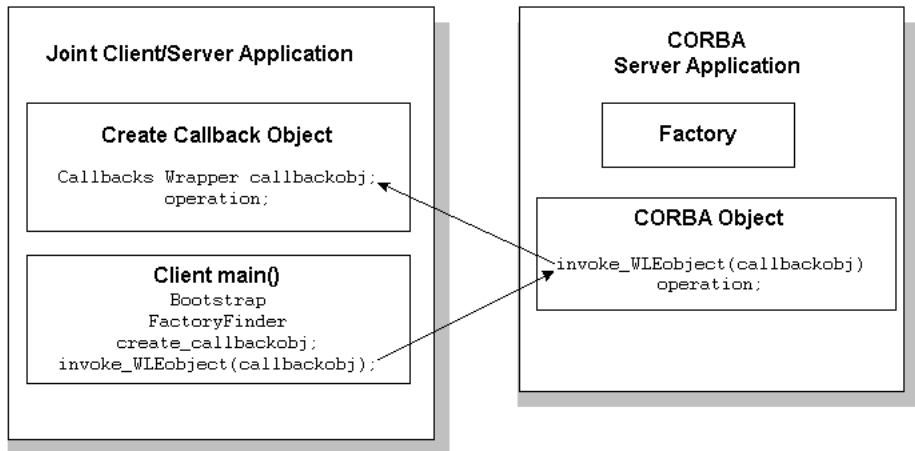 Joint Client/Server Application
Create Callback Object
Callbacks Wrapper callbackobj;
operation;
Client main()
Bootstrap
FactoryFinder
create_callbackobj;
invoke_WLEobject(callbackobj);
CORBA
Server Application
Factory
CORBA Object
invoke_WLEobject(callbackobj)
operation;